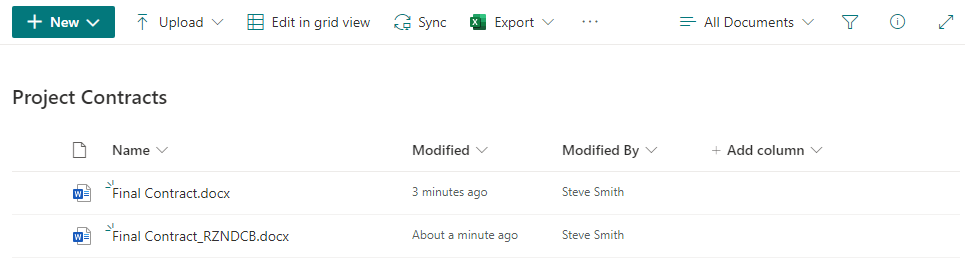 + New Upload Edit in grid view Sync Export ... All Documents
Project Contracts
Name Modified Modified By + Add column
Final Contract.docx 3 minutes ago Steve Smith
Final Contract_RZNDCB.docx About a minute ago Steve Smith